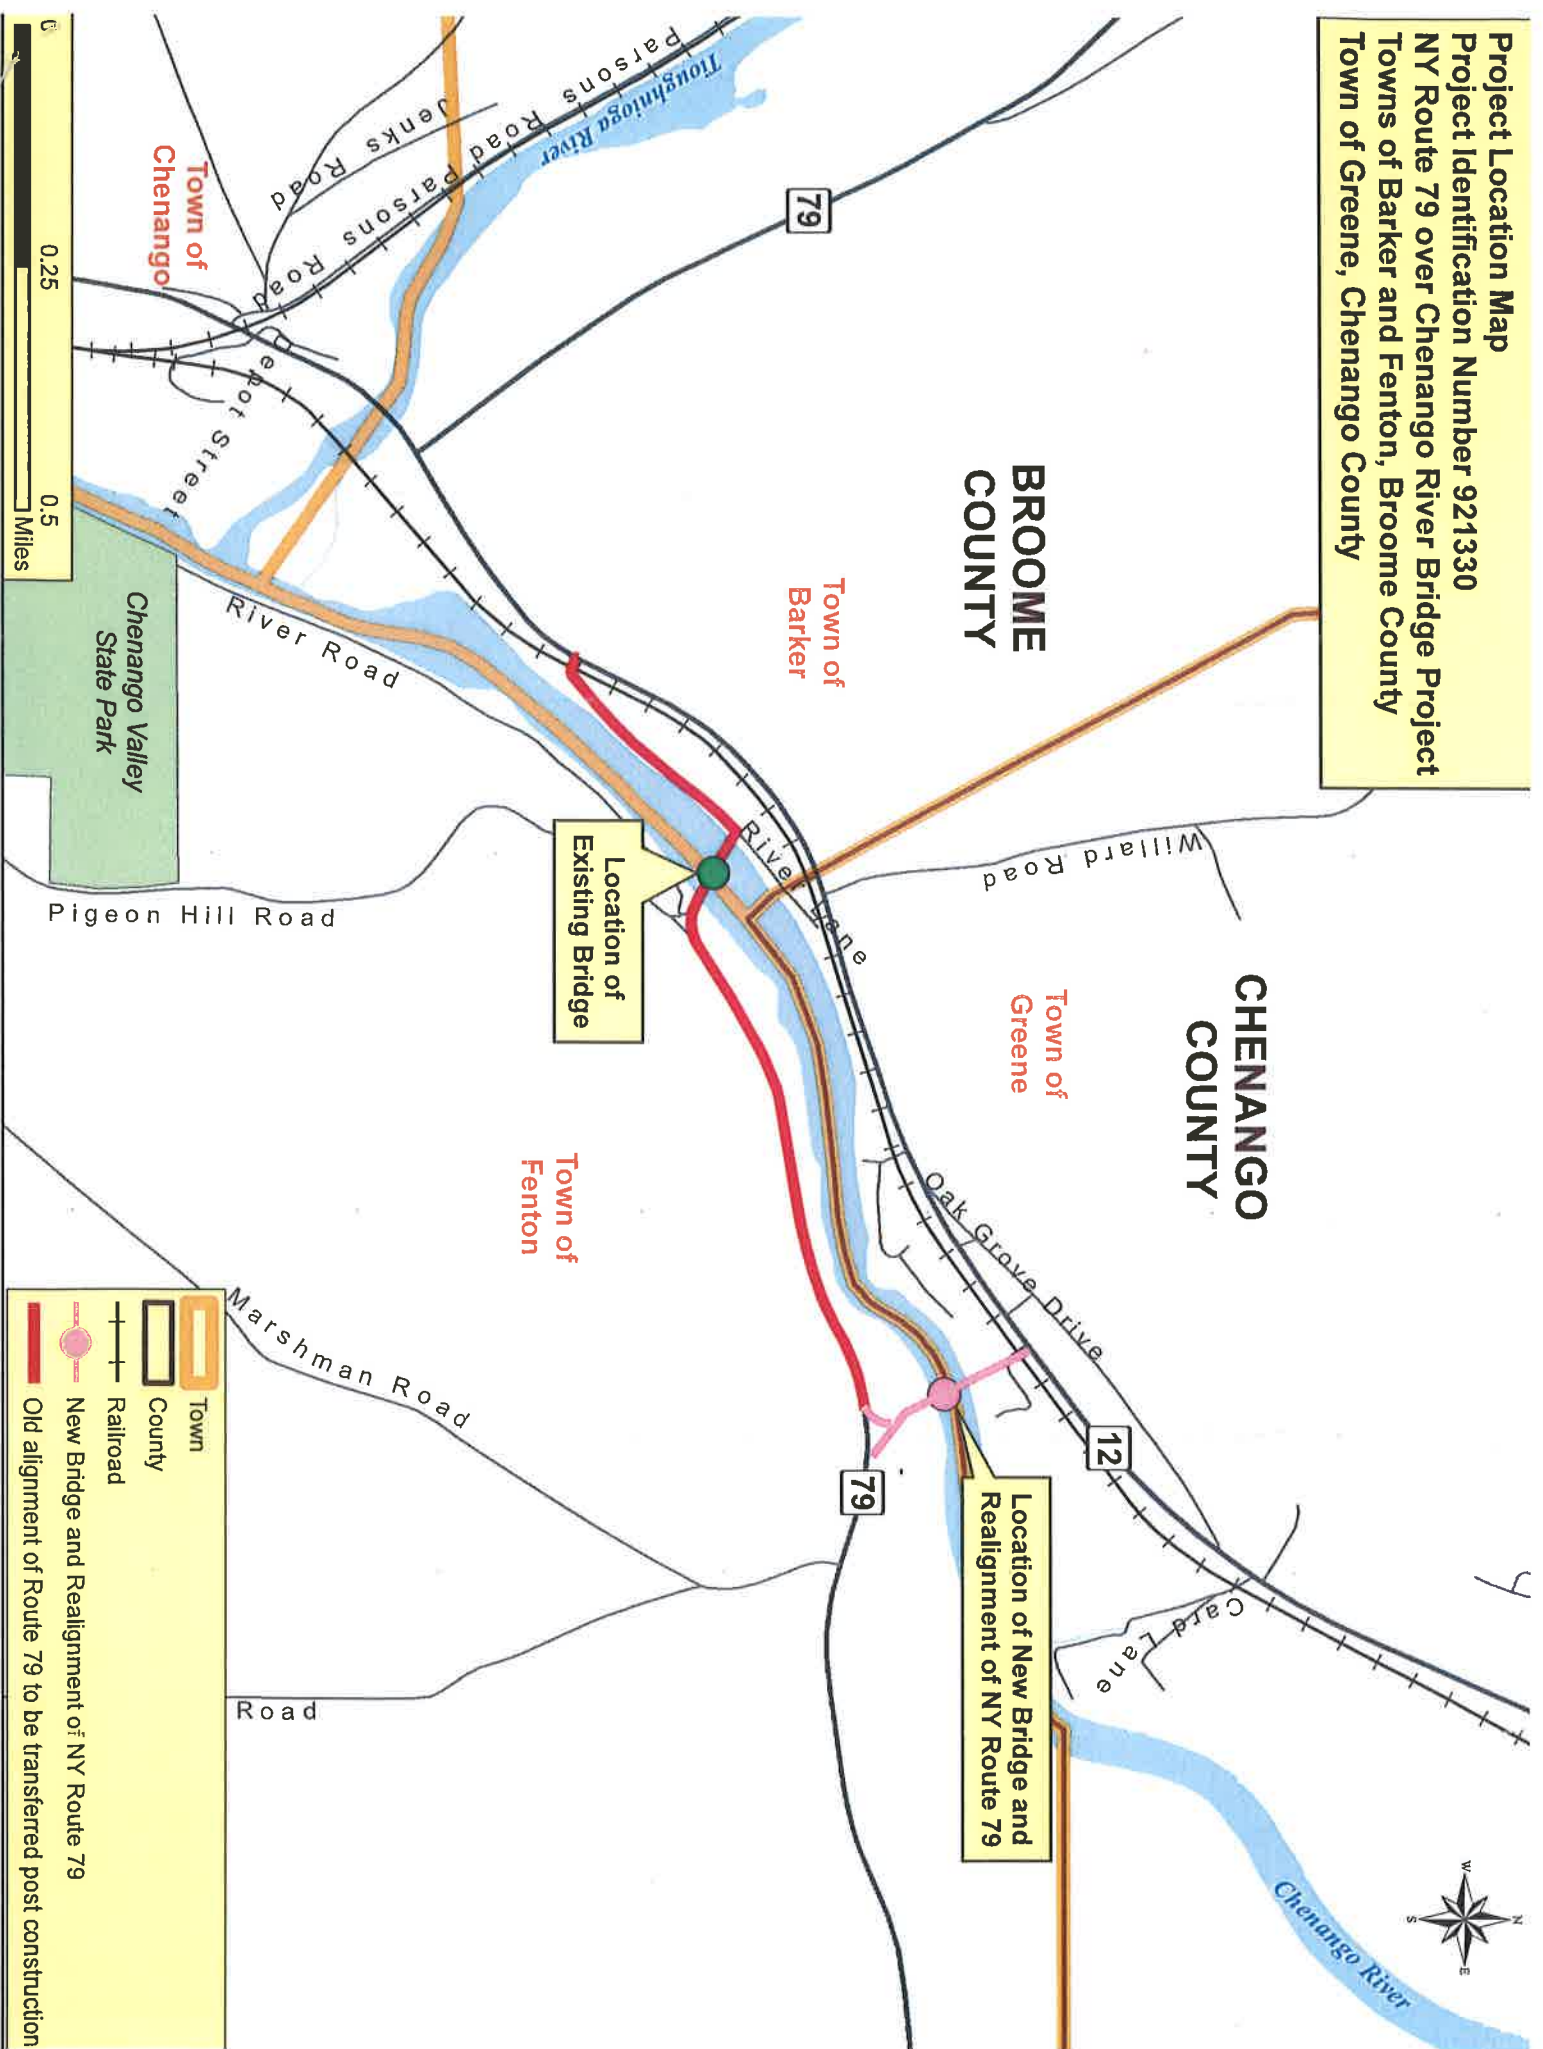 Project Location Map
Project Identification Number 921330
NY Route 79 over Chenango River Bridge Project
Towns of Barker and Fenton, Broome County
Town of Greene, Chenango County
Parsons Road
Tioughnioga River
79
Jenks Road
Parsons Road
Town of
Chenango
Depot Street
BROOME
COUNTY
Town of
Barker
Willard Road
CHENANGO
COUNTY
Town of
Greene
River Lane
Oak Grove Drive
12
Card Lane
Chenango River
N
W
E
S
River Road
Chenango Valley
State Park
Pigeon Hill Road
Location of
Existing Bridge
Town of
Fenton
Location of New Bridge and
Realignment of NY Route 79
79
Marshman Road
Road
0 0.25 0.5
Miles
Town
County
Railroad
New Bridge and Realignment of NY Route 79
Old alignment of Route 79 to be transferred post construction